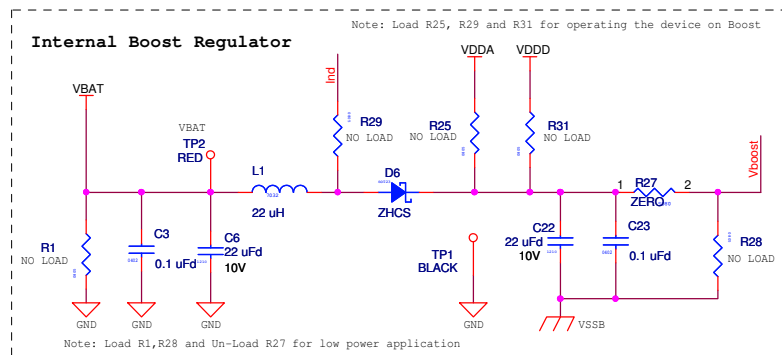 Note: Load R25, R29 and R31 for operating the device on Boost
Internal Boost Regulator
VDDA
VDDD
Ind
VBAT
R29
NO LOAD
R25
NO LOAD
R31
NO LOAD
Vboost
VBAT
TP2
RED
L1
22 uH
D6
ZHCS
1
R27
2
ZERO
R1
NO LOAD
C3
0.1 uFd
C6
22 uFd
10V
TP1
BLACK
C22
22 uFd
10V
C23
0.1 uFd
R28
NO LOAD
GND
GND
GND
GND
VSSB
Note: Load R1,R28 and Un-Load R27 for low power application